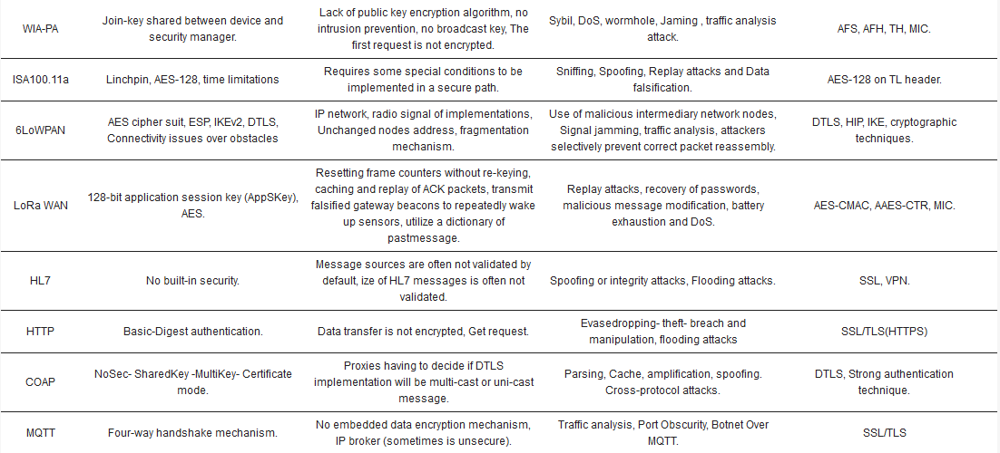 WIA-PA
Join-key shared between device and
security manager.
Lack of public key encryption algorithm, no
intrusion prevention, no broadcast key, The
first request is not encrypted.
Sybil, DoS, wormhole, Jaming , traffic analysis
attack.
AFS, AFH, TH, MIC.
ISA100.11a
Linchpin, AES-128, time limitations
Requires some special conditions to be
implemented in a secure path.
Sniffing, Spoofing, Replay attacks and Data
falsification.
AES-128 on TL header.
6LoWPAN
AES cipher suit, ESP, IKEv2, DTLS,
Connectivity issues over obstacles
IP network, radio signal of implementations,
Unchanged nodes address, fragmentation
mechanism.
Use of malicious intermediary network nodes,
Signal jamming, traffic analysis, attackers
selectively prevent correct packet reassembly.
DTLS, HIP, IKE, cryptographic
techniques.
LoRa WAN
128-bit application session key (AppSKey),
AES.
Resetting frame counters without re-keying,
caching and replay of ACK packets, transmit
falsified gateway beacons to repeatedly wake
up sensors, utilize a dictionary of
pastmessage.
Replay attacks, recovery of passwords,
malicious message modification, battery
exhaustion and DoS.
AES-CMAC, AAES-CTR, MIC.
HL7
No built-in security.
Message sources are often not validated by
default, ize of HL7 messages is often not
validated.
Spoofing or integrity attacks, Flooding attacks.
SSL, VPN.
HTTP
Basic-Digest authentication.
Data transfer is not encrypted, Get request.
Evasedropping- theft- breach and
manipulation, flooding attacks
SSL/TLS(HTTPS)
COAP
NoSec- SharedKey -MultiKey- Certificate
mode.
Proxies having to decide if DTLS
implementation will be multi-cast or uni-cast
message.
Parsing, Cache, amplification, spoofing.
Cross-protocol attacks.
DTLS, Strong authentication
technique.
MQTT
Four-way handshake mechanism.
No embedded data encryption mechanism,
IP broker (sometimes is unsecure).
Traffic analysis, Port Obscurity, Botnet Over
MQTT.
SSL/TLS